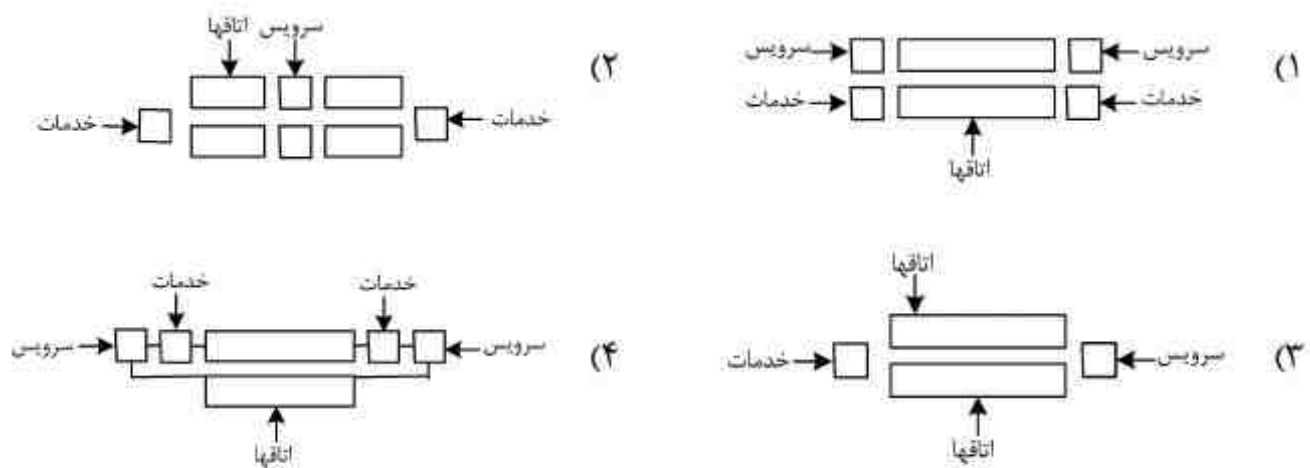 ۱)
سرویس
سرویس
خدمات
خدمات
اتاقها
۲)
اتاقها
سرویس
خدمات
خدمات
۳)
اتاقها
سرویس
خدمات
اتاقها
۴)
خدمات
خدمات
سرویس
سرویس
اتاقها